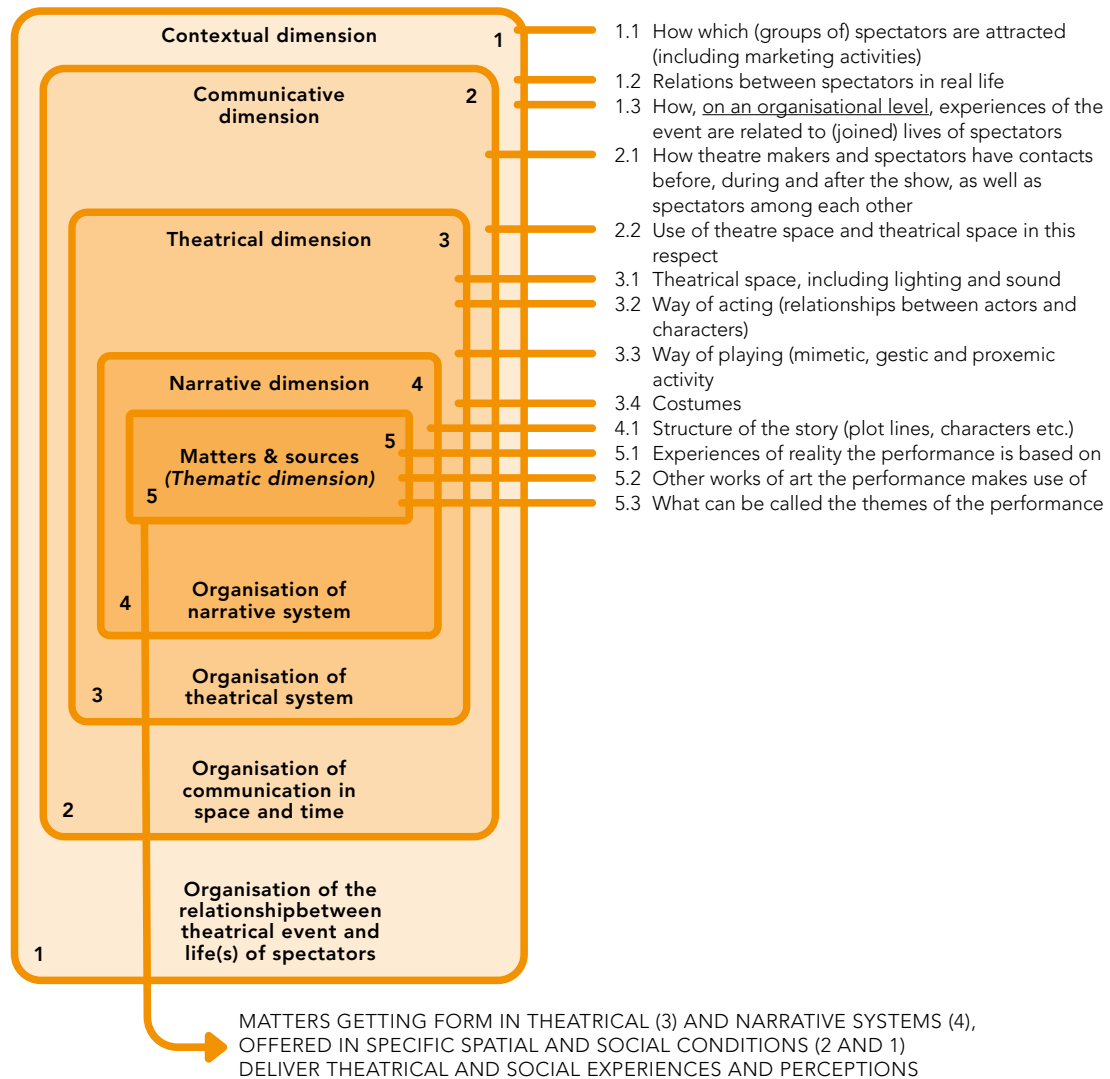 Contextual dimension
1
Communicative
dimension
2
Theatrical dimension
3
Narrative dimension
4
Matters & sources
(Thematic dimension)
5
5
Organisation of
narrative system
4
Organisation of
theatrical system
3
Organisation of
communication in
space and time
2
Organisation of the
relationshipbetween
theatrical event and
life(s) of spectators
1
1.1 How which (groups of) spectators are attracted
(including marketing activities)
1.2 Relations between spectators in real life
1.3 How, on an organisational level, experiences of the
event are related to (joined) lives of spectators
2.1 How theatre makers and spectators have contacts
before, during and after the show, as well as
spectators among each other
2.2 Use of theatre space and theatrical space in this
respect
3.1 Theatrical space, including lighting and sound
3.2 Way of acting (relationships between actors and
characters)
3.3 Way of playing (mimetic, gestic and proxemic
activity
3.4 Costumes
4.1 Structure of the story (plot lines, characters etc.)
5.1 Experiences of reality the performance is based on
5.2 Other works of art the performance makes use of
5.3 What can be called the themes of the performance
MATTERS GETTING FORM IN THEATRICAL (3) AND NARRATIVE SYSTEMS (4),
OFFERED IN SPECIFIC SPATIAL AND SOCIAL CONDITIONS (2 AND 1)
DELIVER THEATRICAL AND SOCIAL EXPERIENCES AND PERCEPTIONS